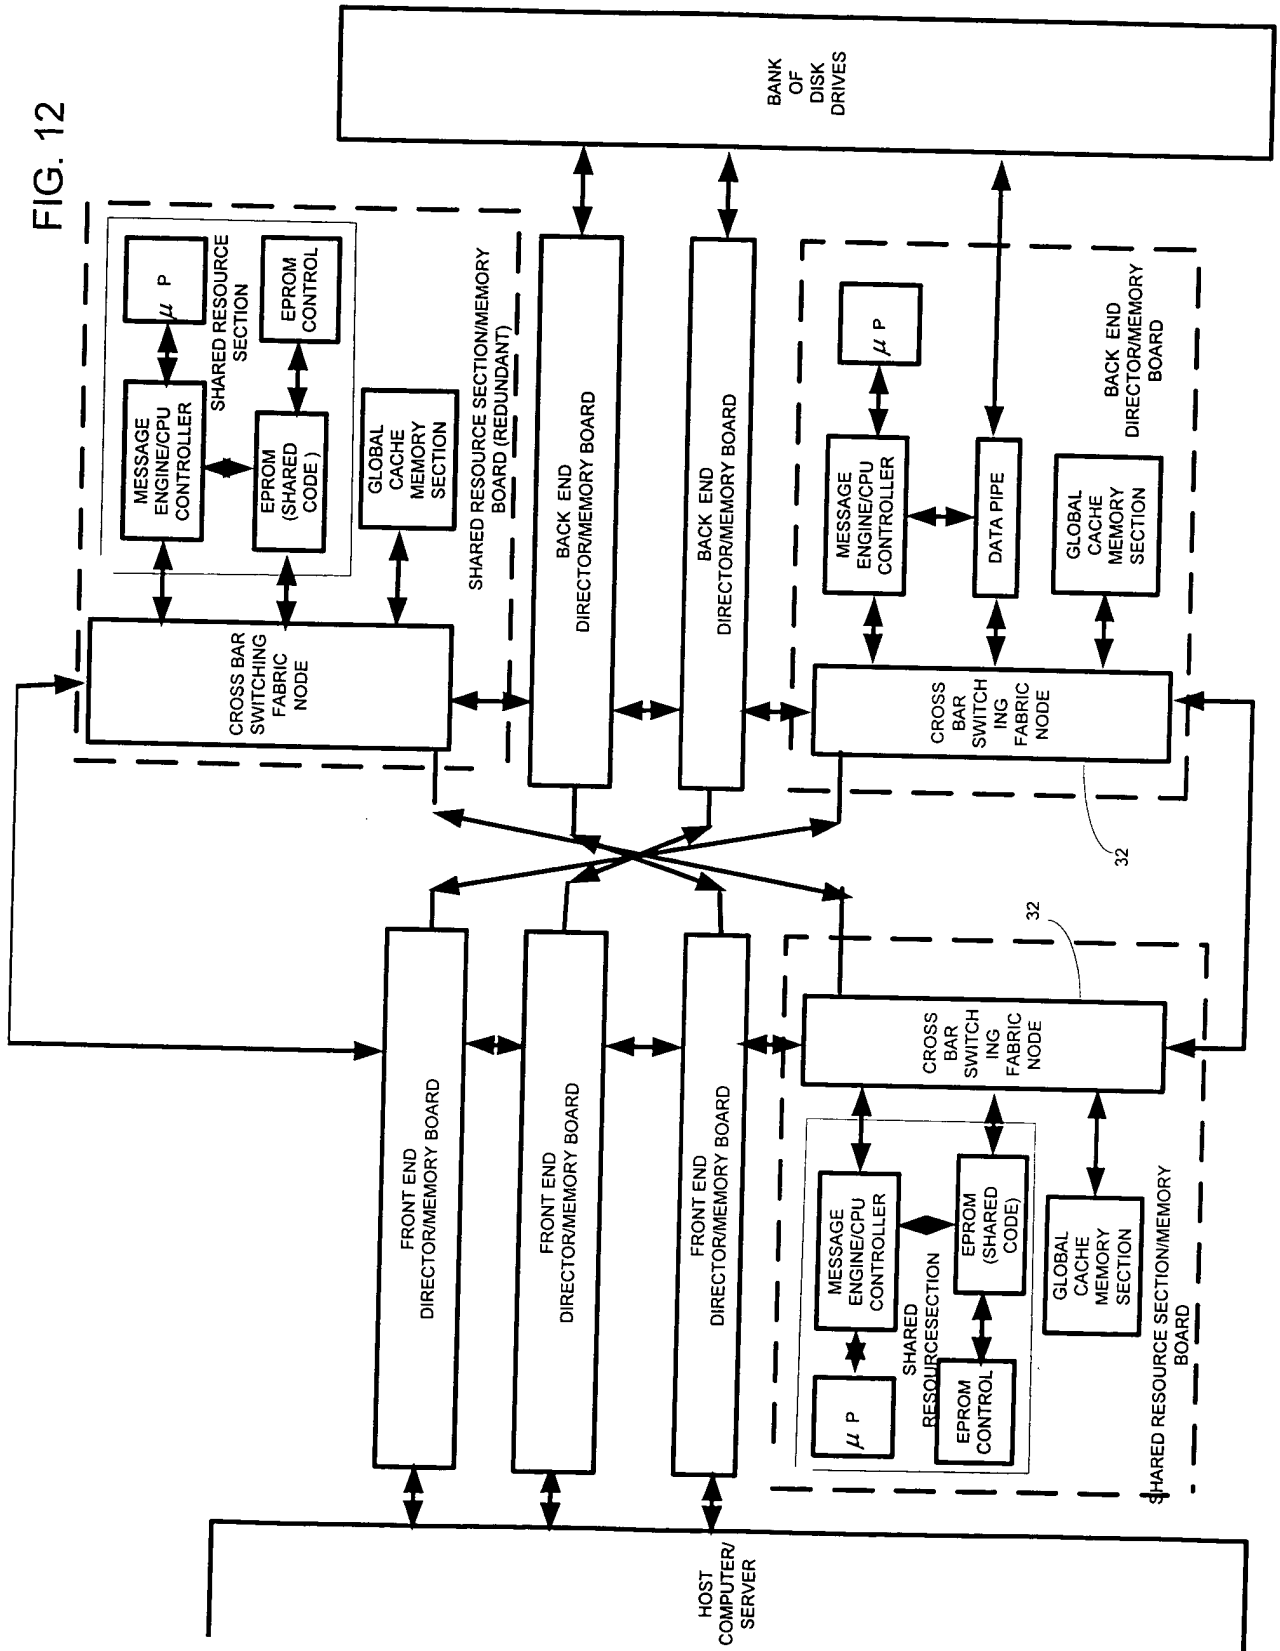 FIG. 12
HOST
COMPUTER/
SERVER
FRONT END
DIRECTOR/MEMORY BOARD
FRONT END
DIRECTOR/MEMORY BOARD
FRONT END
DIRECTOR/MEMORY BOARD
μ P
MESSAGE
ENGINE/CPU
CONTROLLER
SHARED
RESOURCESECTION
EPROM
CONTROL
EPROM
(SHARED
CODE)
GLOBAL
CACHE
MEMORY
SECTION
SHARED RESOURCE SECTION/MEMORY
BOARD
CROSS
BAR
SWITCH
ING
FABRIC
NODE
32
CROSS BAR
SWITCHING
FABRIC
NODE
MESSAGE
ENGINE/CPU
CONTROLLER
μ P
SHARED RESOURCE
SECTION
EPROM
(SHARED
CODE )
EPROM
CONTROL
GLOBAL
CACHE
MEMORY
SECTION
SHARED RESOURCE SECTION/MEMORY
BOARD (REDUNDANT)
BACK END
DIRECTOR/MEMORY BOARD
BACK END
DIRECTOR/MEMORY BOARD
CROSS
BAR
SWITCH
ING
FABRIC
NODE
32
MESSAGE
ENGINE/CPU
CONTROLLER
μ P
DATA PIPE
GLOBAL
CACHE
MEMORY
SECTION
BACK END
DIRECTOR/MEMORY
BOARD
BANK
OF
DISK
DRIVES